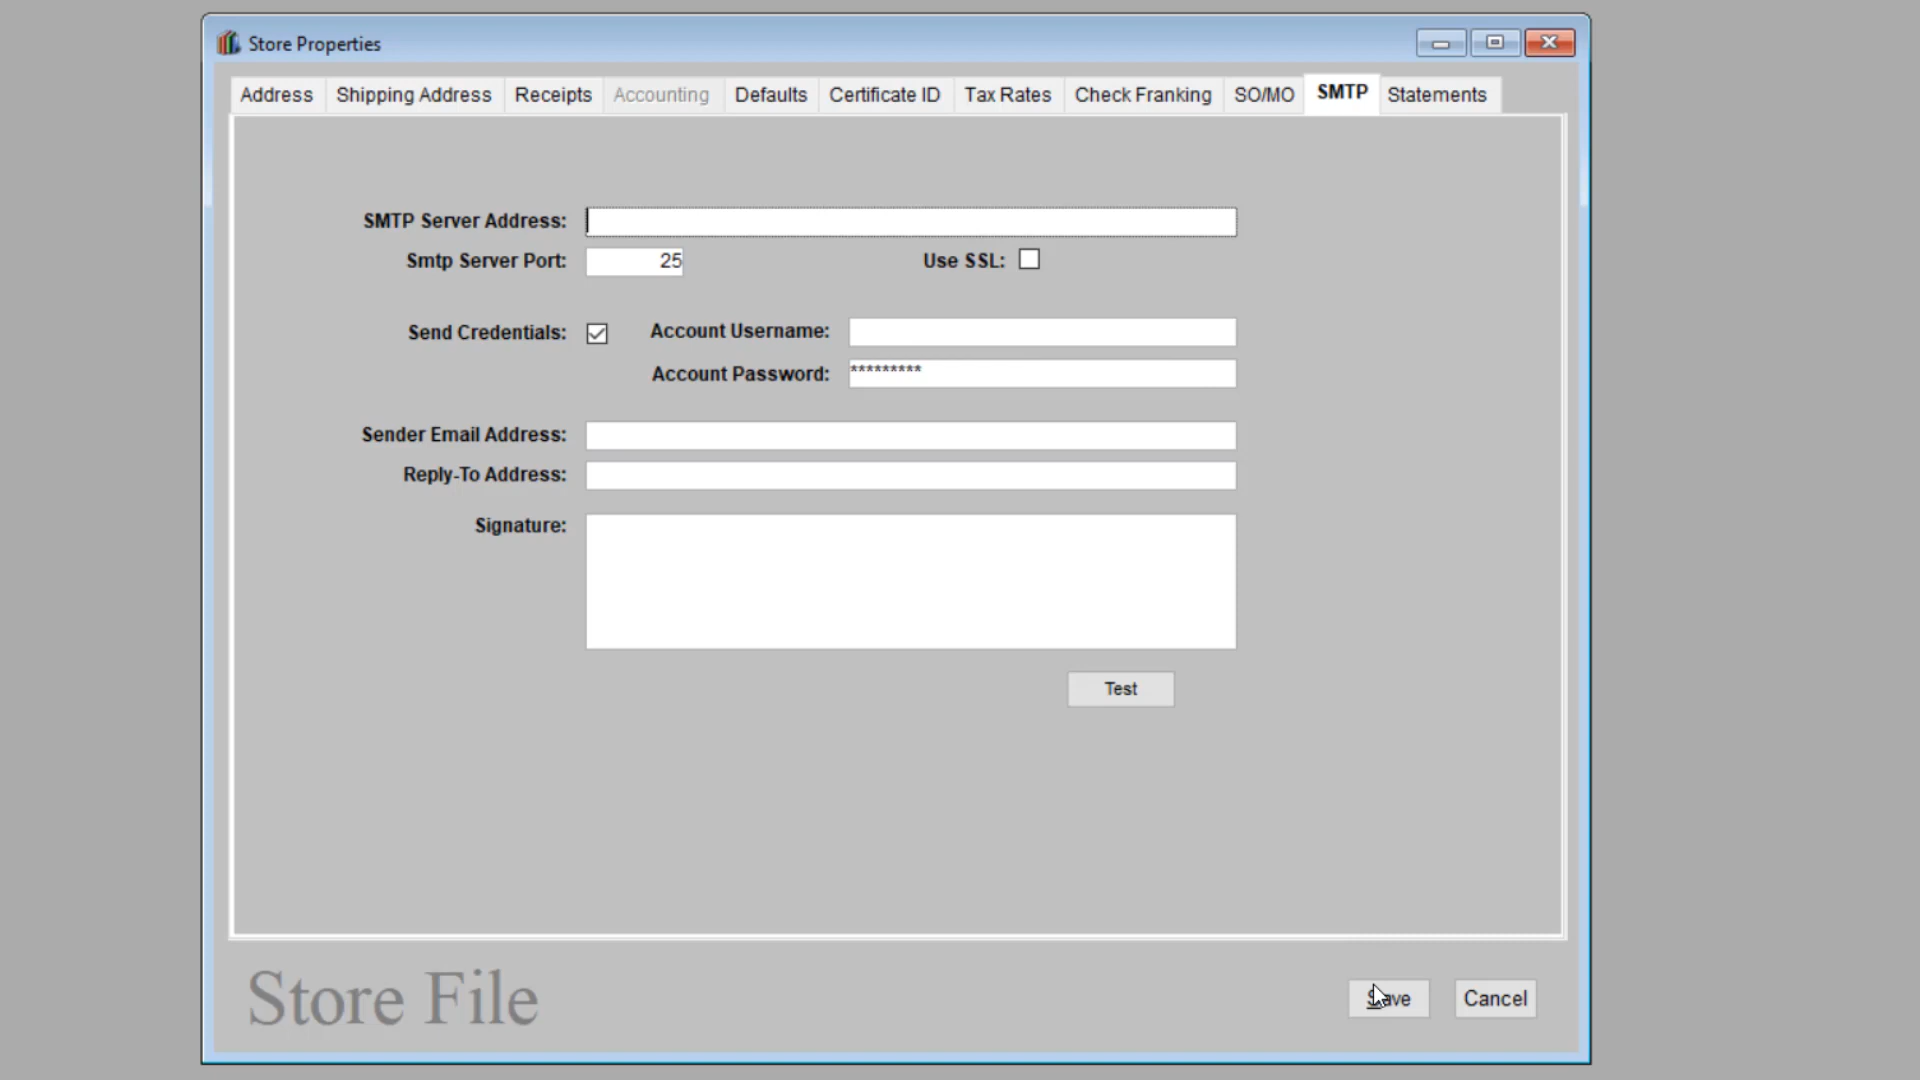 Store Properties
Address Shipping Address Receipts Accounting Defaults Certificate ID Tax Rates Check Franking SO/MO SMTP Statements
SMTP Server Address:
Smtp Server Port: 25 Use SSL:
Send Credentials: Account Username:
Account Password: *********
Sender Email Address:
Reply-To Address:
Signature:
Test
Store File
Save Cancel